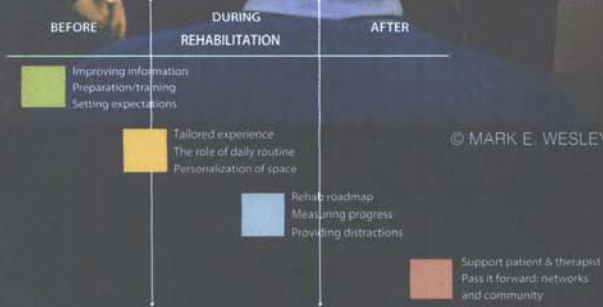 BEFORE
DURING
REHABILITATION
AFTER
Improving information
Preparation/training
Setting expectations
© MARK E. WESLEY
Tailored experience
The role of daily routine
Personalization of space
Rehab roadmap
Measuring progress
Providing distractions
Support patient & therapist
Pass it forward: networks
and community